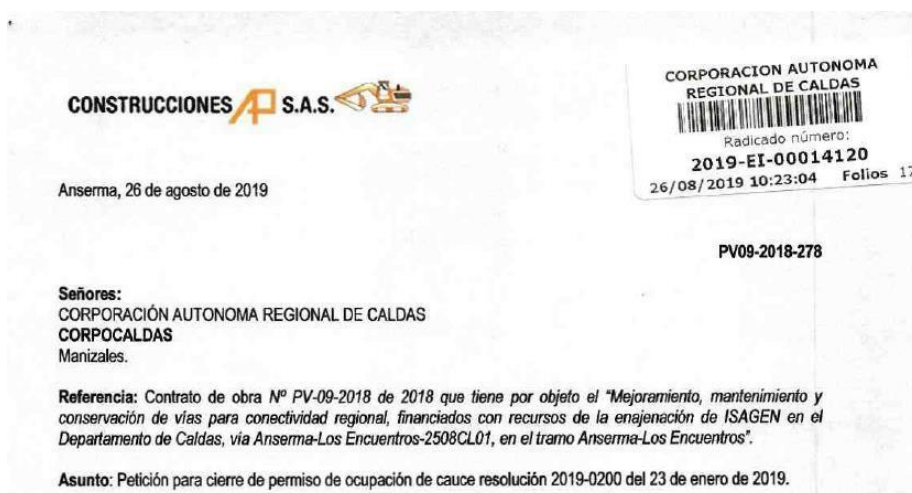 CONSTRUCCIONES AP S.A.S.
CORPORACION AUTONOMA
REGIONAL DE CALDAS
Radicado número:
2019-EI-00014120
26/08/2019 10:23:04 Folios 17
Anserma, 26 de agosto de 2019
PV09-2018-278
Señores:
CORPORACIÓN AUTONOMA REGIONAL DE CALDAS
CORPOCALDAS
Manizales.
Referencia: Contrato de obra Nº PV-09-2018 de 2018 que tiene por objeto el "Mejoramiento, mantenimiento y
conservación de vías para conectividad regional, financiados con recursos de la enajenación de ISAGEN en el
Departamento de Caldas, via Anserma-Los Encuentros-2508CL01, en el tramo Anserma-Los Encuentros".
Asunto: Petición para cierre de permiso de ocupación de cauce resolución 2019-0200 del 23 de enero de 2019.